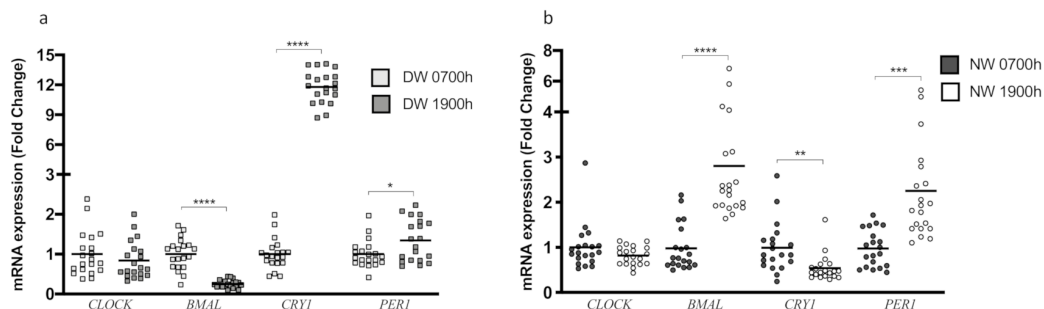 a
mRNA expression (Fold Change)
15
12
9
6
3
2
1
0
****
****
*
DW 0700h
DW 1900h
CLOCK BMAL CRY1 PER1
b
mRNA expression (Fold Change)
8
6
4
3
2
1
0
****
**
***
NW 0700h
NW 1900h
CLOCK BMAL CRY1 PER1